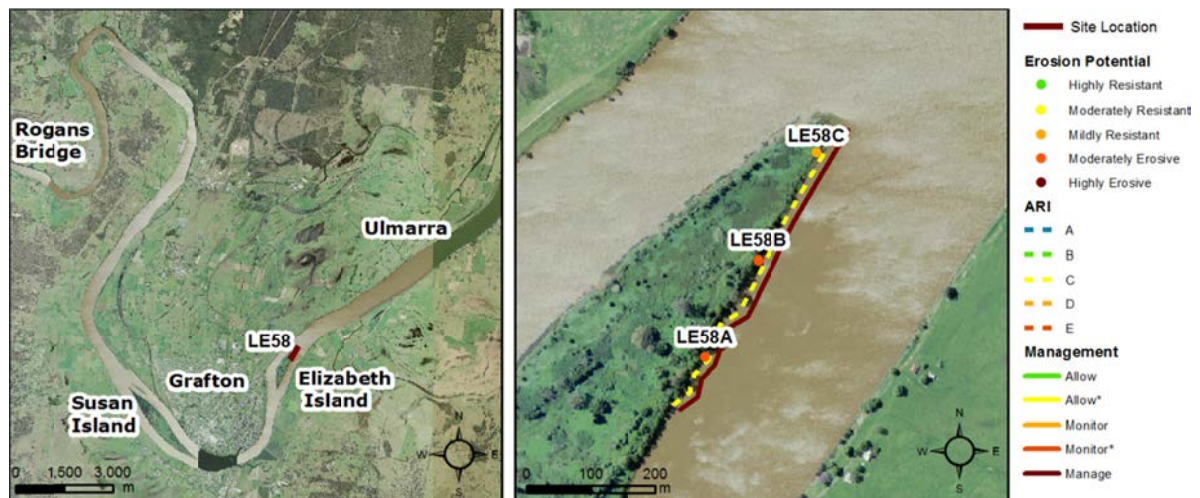 Rogans
Bridge
Ulmarra
LE58
Grafton
Elizabeth
Island
Susan
Island
N
W E
S
0 1,500 3,000
m
LE58C
LE58B
LE58A
N
W E
S
0 100 200
m
Site Location
Erosion Potential
Highly Resistant
Moderately Resistant
Mildly Resistant
Moderately Erosive
Highly Erosive
ARI
A
B
C
D
E
Management
Allow
Allow*
Monitor
Monitor*
Manage